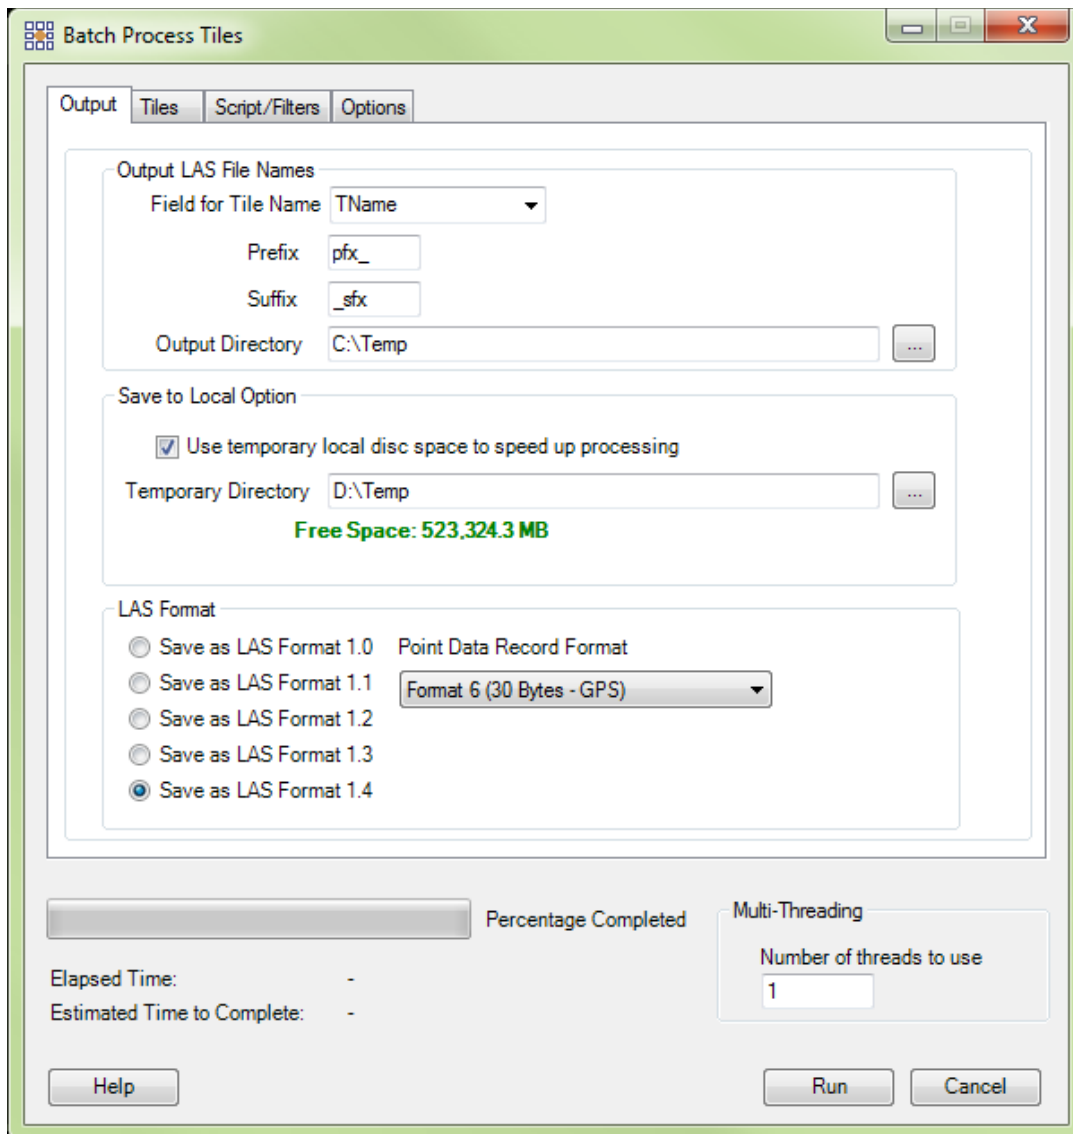 Batch Process Tiles
Output Tiles Script/Filters Options
Output LAS File Names
Field for Tile Name TName
Prefix pfx_
Suffix _sfx
Output Directory C:\Temp ...
Save to Local Option
Use temporary local disc space to speed up processing
Temporary Directory D:\Temp ...
Free Space: 523,324.3 MB
LAS Format
Save as LAS Format 1.0 Point Data Record Format
Save as LAS Format 1.1 Format 6 (30 Bytes - GPS)
Save as LAS Format 1.2
Save as LAS Format 1.3
Save as LAS Format 1.4
Percentage Completed Multi-Threading
Number of threads to use
Elapsed Time: - 1
Estimated Time to Complete: -
Help Run Cancel